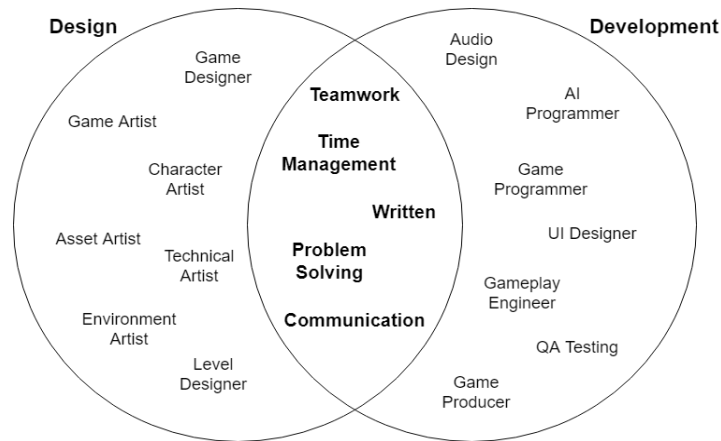 Design
Development
Game
Designer
Game Artist
Character
Artist
Asset Artist
Technical
Artist
Environment
Artist
Level
Designer
Teamwork
Time
Management
Written
Problem
Solving
Communication
Audio
Design
AI
Programmer
Game
Programmer
UI Designer
Gameplay
Engineer
QA Testing
Game
Producer